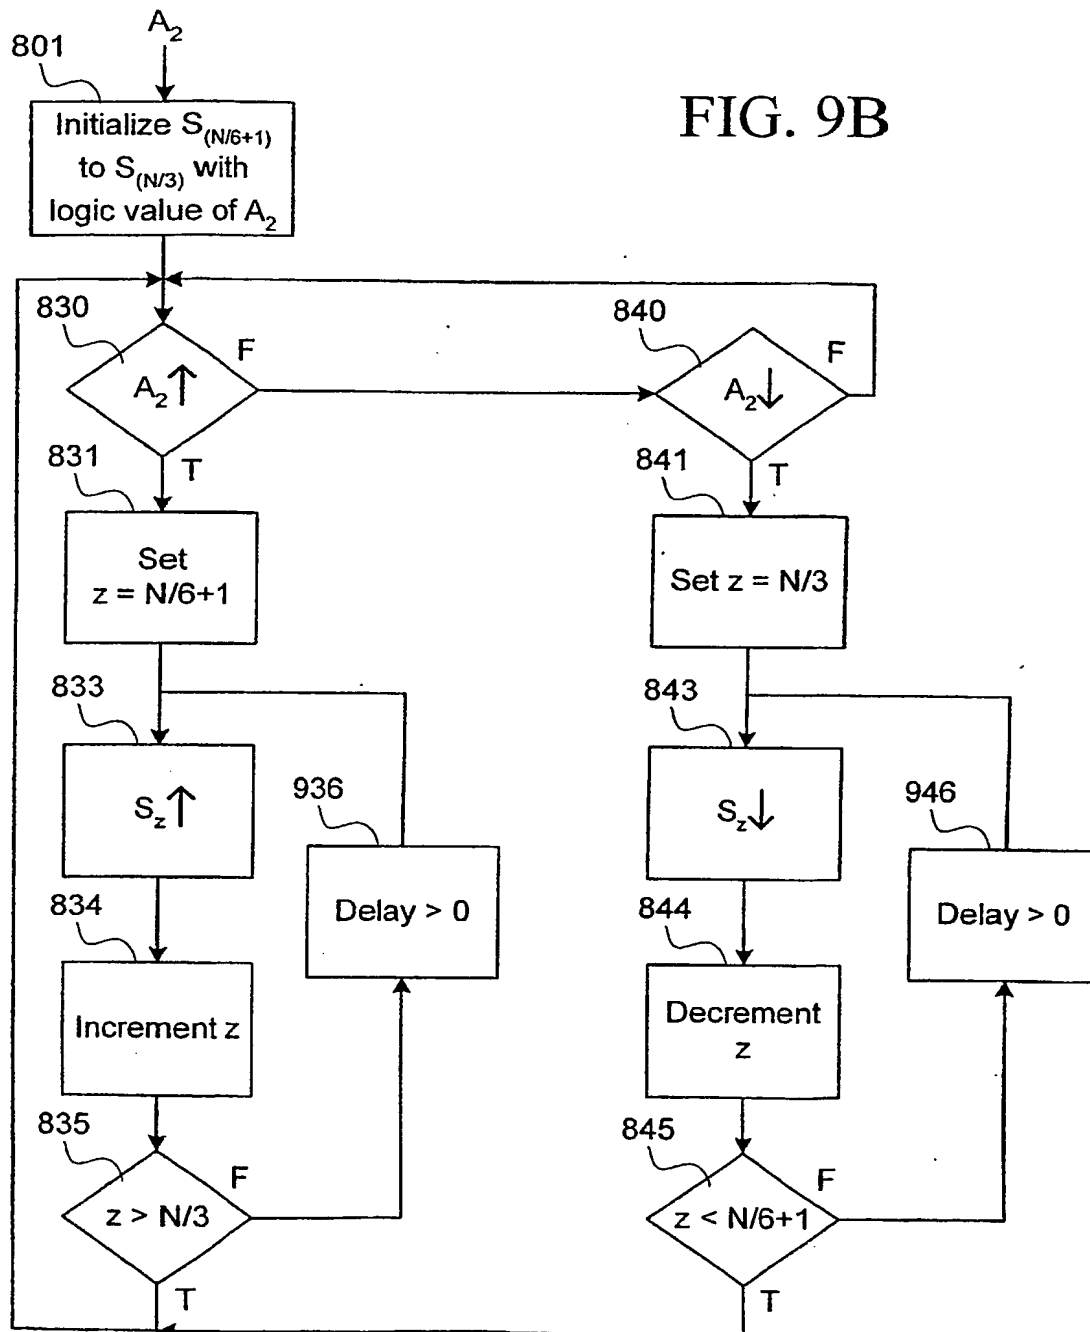 A₂
801
Initialize S₍N/6+1₎
to S₍N/3₎ with
logic value of A₂
FIG. 9B
830
A₂ ↑
F
T
840
A₂ ↓
F
T
831
Set
z = N/6+1
841
Set z = N/3
833
S_z ↑
936
Delay > 0
843
S_z ↓
946
Delay > 0
834
Increment z
844
Decrement
z
835
z > N/3
F
T
845
z < N/6+1
F
T